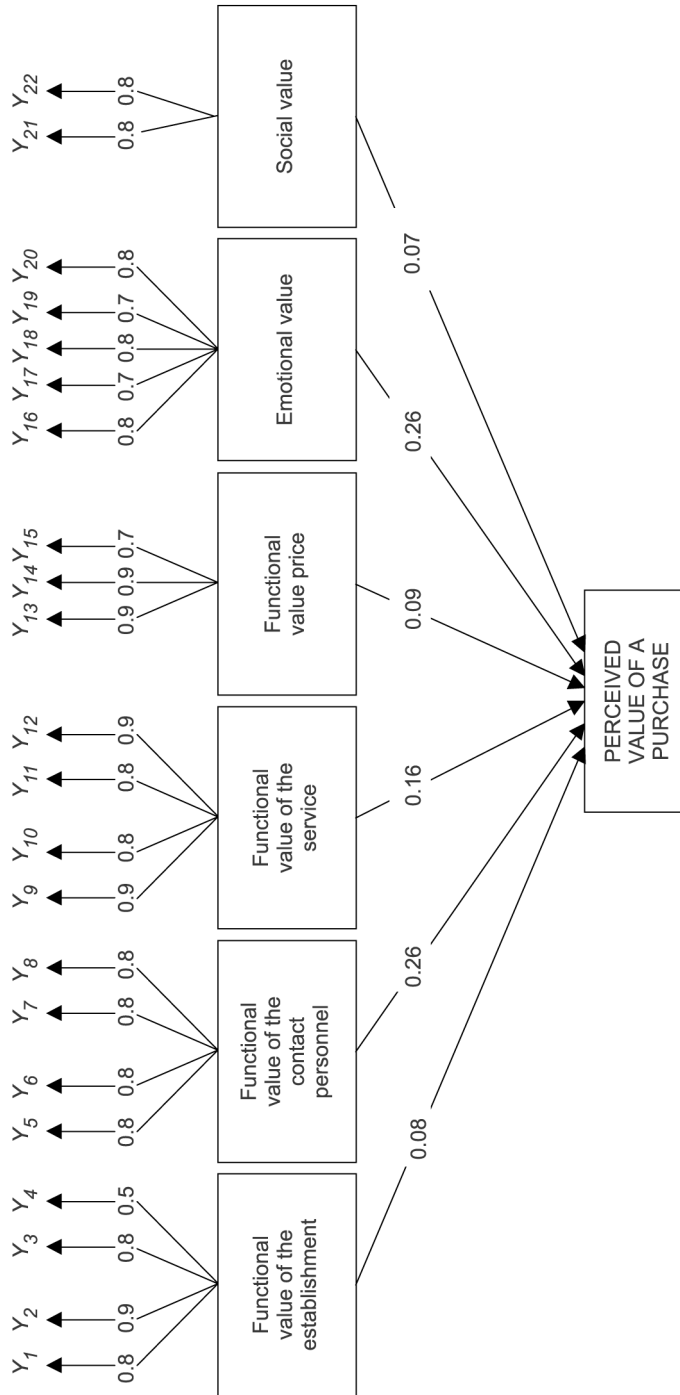 Y1 Y2 Y3 Y4 Y5 Y6 Y7 Y8 Y9 Y10 Y11 Y12 Y13 Y14 Y15 Y16 Y17 Y18 Y19 Y20 Y21 Y22
0.8 0.9 0.8 0.5 0.8 0.8 0.8 0.8 0.9 0.8 0.8 0.9 0.9 0.9 0.7 0.8 0.7 0.8 0.7 0.8 0.8 0.8
Functional
value of the
establishment
Functional
value of the
contact
personnel
Functional
value of the
service
Functional
value price
Emotional value
Social value
0.08 0.26 0.16 0.09 0.26 0.07
PERCEIVED
VALUE OF A
PURCHASE